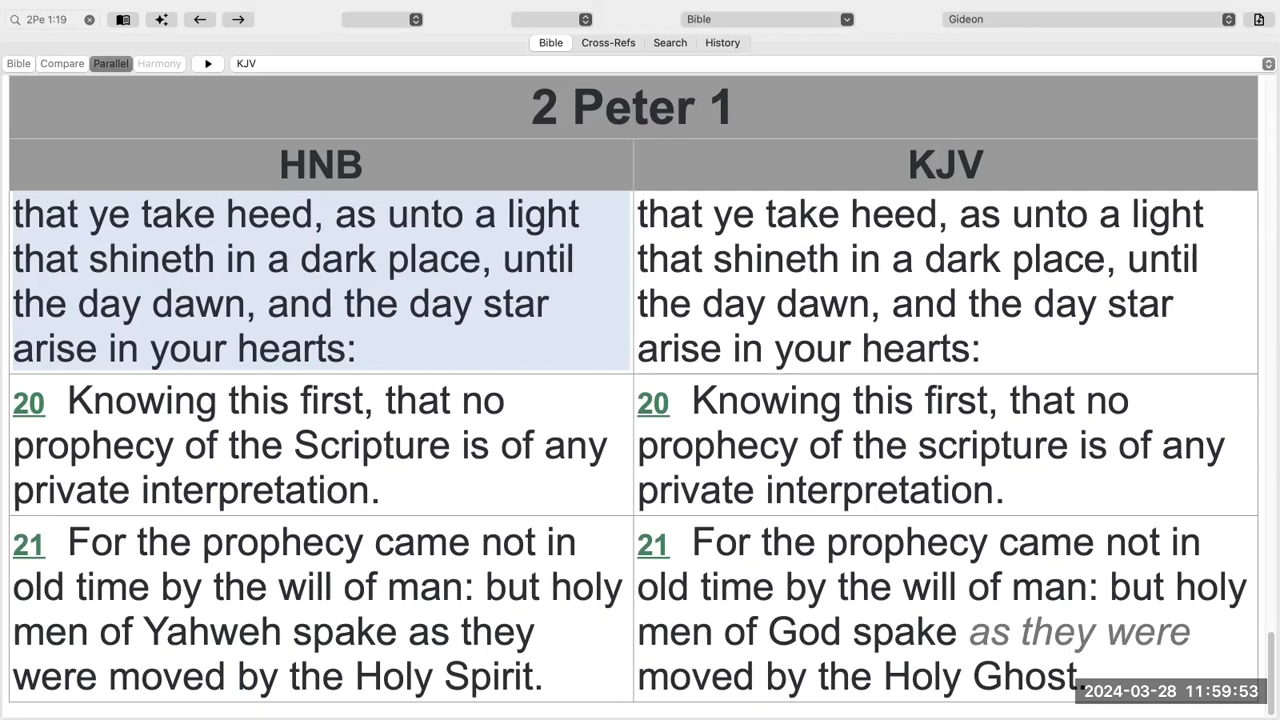 2Pe 1:19 Bible Gideon
Bible Cross-Refs Search History
Bible Compare Parallel Harmony KJV
2 Peter 1
HNB
that ye take heed, as unto a light
that shineth in a dark place, until
the day dawn, and the day star
arise in your hearts:
20 Knowing this first, that no
prophecy of the Scripture is of any
private interpretation.
21 For the prophecy came not in
old time by the will of man: but holy
men of Yahweh spake as they
were moved by the Holy Spirit.
KJV
that ye take heed, as unto a light
that shineth in a dark place, until
the day dawn, and the day star
arise in your hearts:
20 Knowing this first, that no
prophecy of the scripture is of any
private interpretation.
21 For the prophecy came not in
old time by the will of man: but holy
men of God spake as they were
moved by the Holy Ghost.
2024-03-28 11:59:53